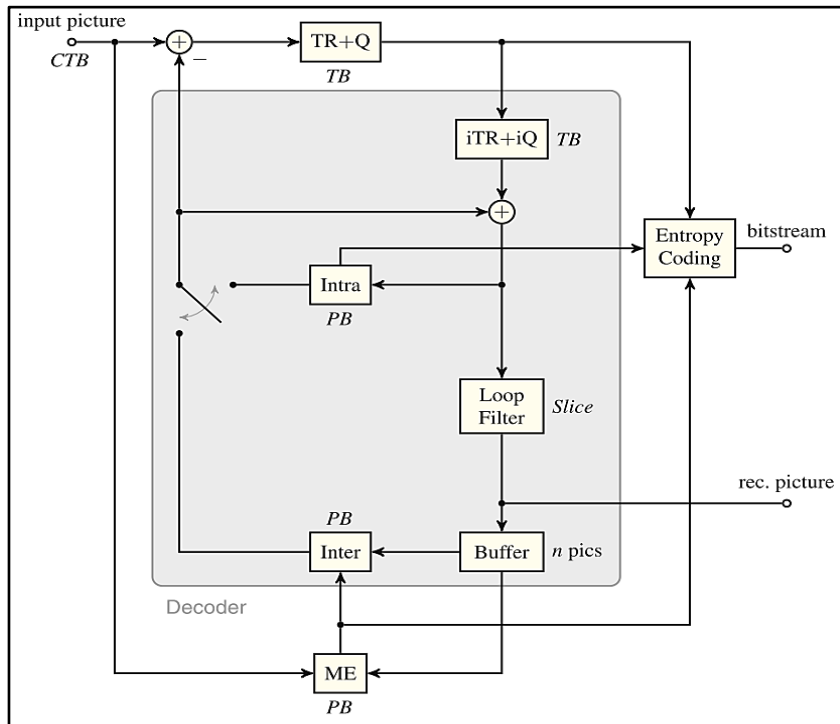 input picture
CTB
+
−
TR+Q
TB
iTR+iQ
TB
+
Entropy
Coding
bitstream
Intra
PB
Loop
Filter
Slice
rec. picture
PB
Inter
Buffer
n pics
Decoder
ME
PB